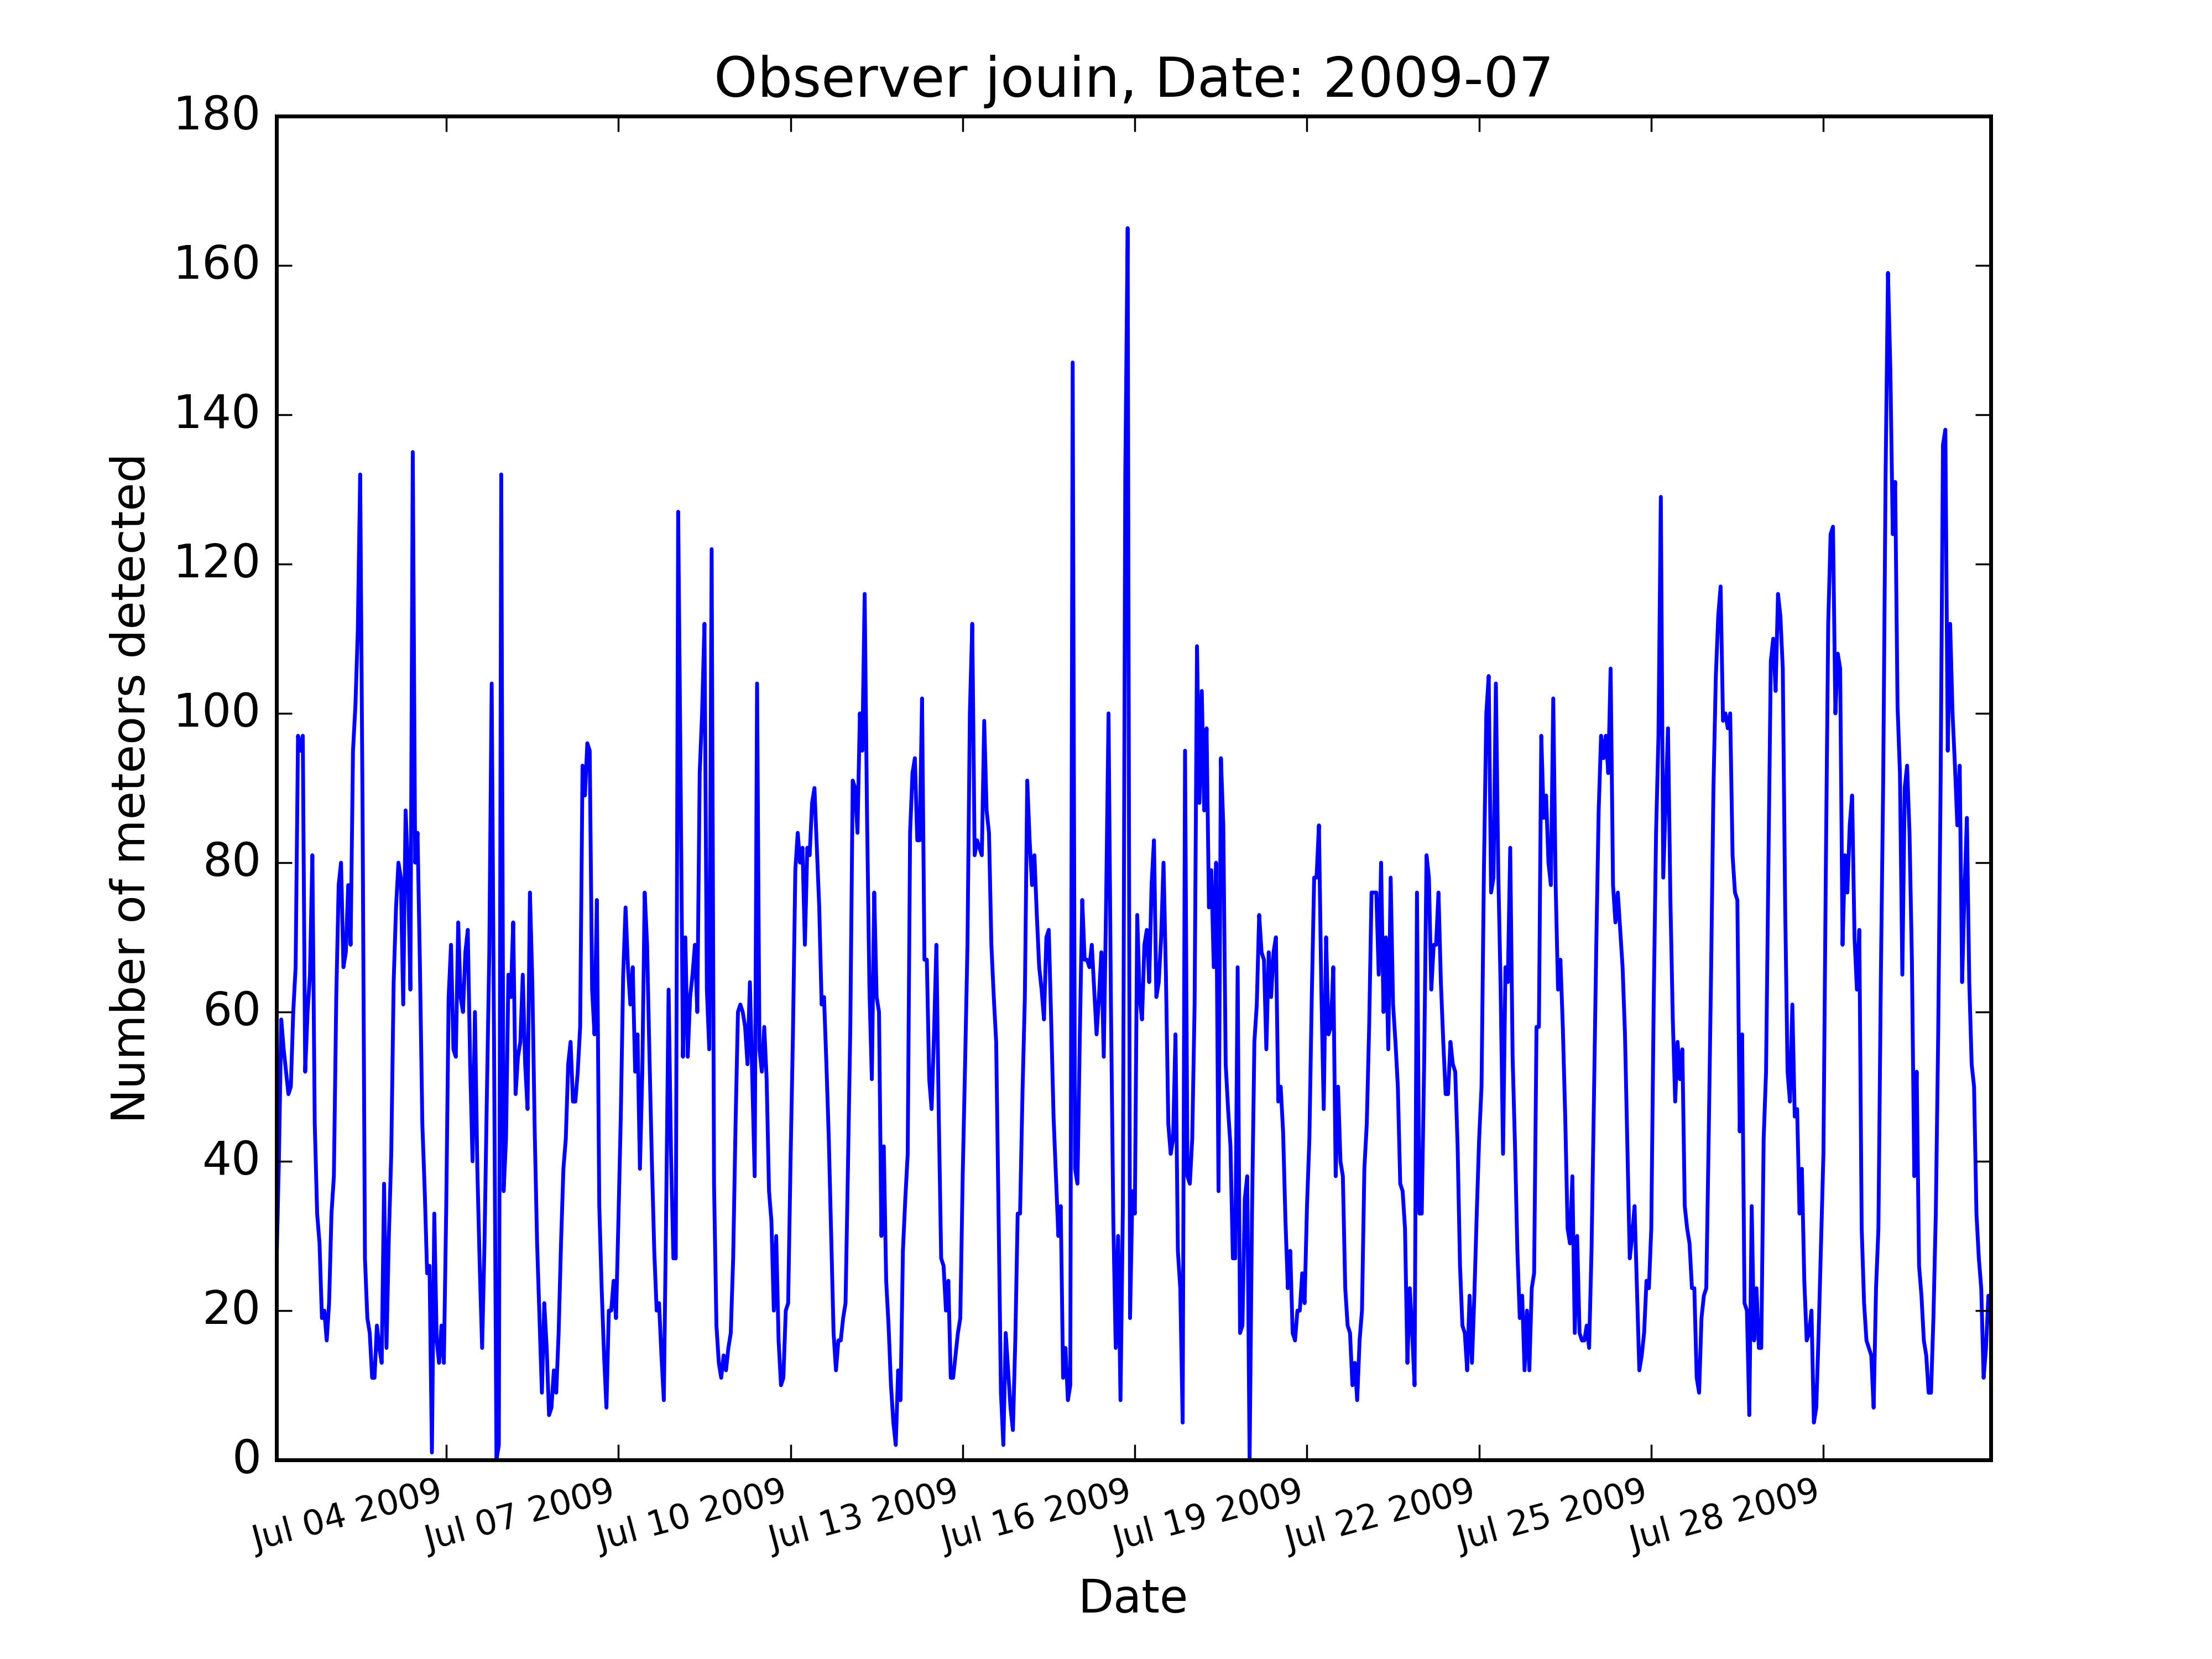 Observer jouin, Date: 2009-07
180
160
140
120
100
80
60
40
20
0
Number of meteors detected
Jul 04 2009
Jul 07 2009
Jul 10 2009
Jul 13 2009
Jul 16 2009
Jul 19 2009
Jul 22 2009
Jul 25 2009
Jul 28 2009
Date